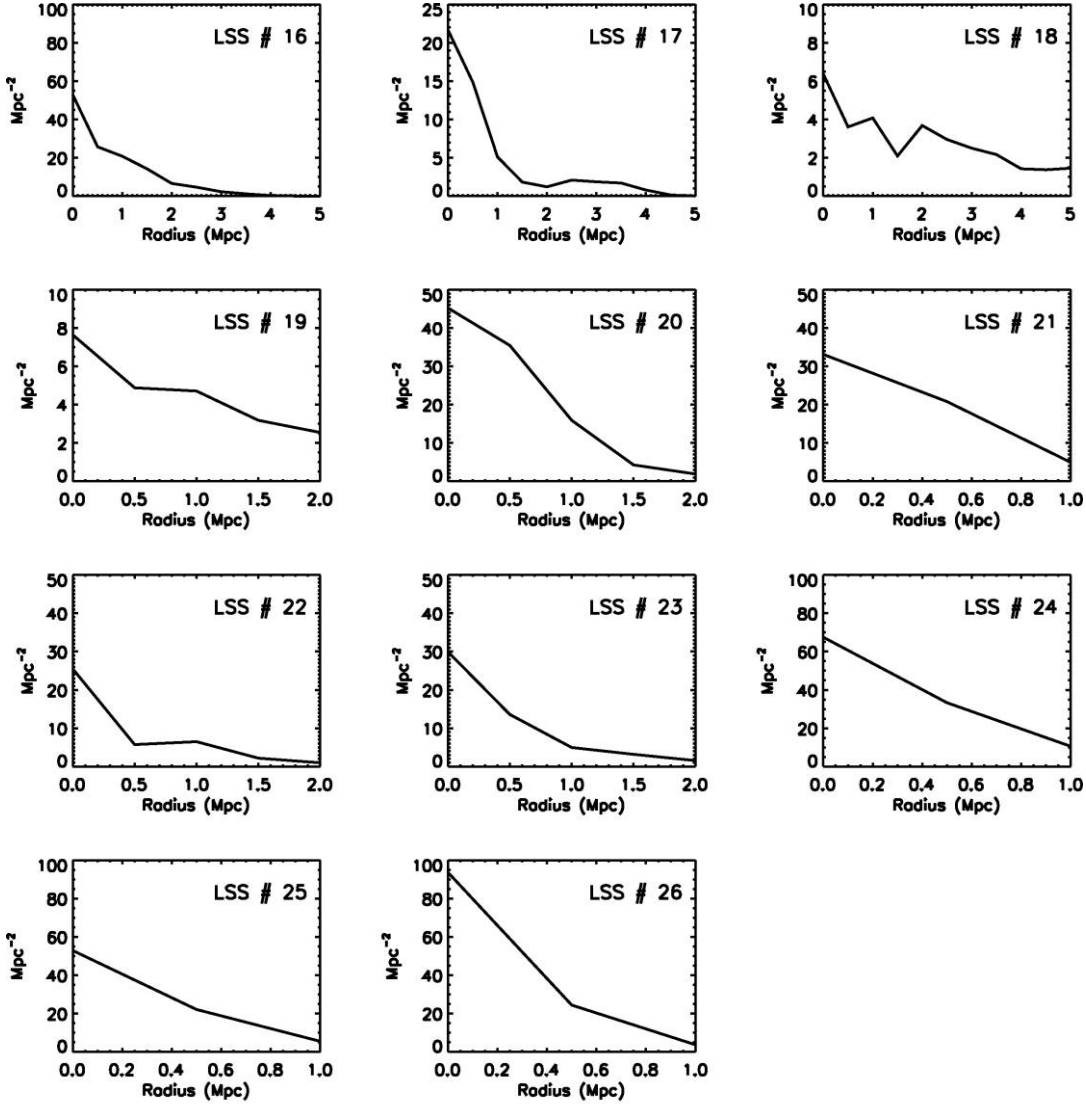 LSS # 16
100
80
60
40
20
0
Mpc⁻²
0 1 2 3 4 5
Radius (Mpc)
LSS # 17
25
20
15
10
5
0
Mpc⁻²
0 1 2 3 4 5
Radius (Mpc)
LSS # 18
10
8
6
4
2
0
Mpc⁻²
0 1 2 3 4 5
Radius (Mpc)
LSS # 19
10
8
6
4
2
0
Mpc⁻²
0.0 0.5 1.0 1.5 2.0
Radius (Mpc)
LSS # 20
50
40
30
20
10
0
Mpc⁻²
0.0 0.5 1.0 1.5 2.0
Radius (Mpc)
LSS # 21
50
40
30
20
10
0
Mpc⁻²
0.0 0.2 0.4 0.6 0.8 1.0
Radius (Mpc)
LSS # 22
50
40
30
20
10
0
Mpc⁻²
0.0 0.5 1.0 1.5 2.0
Radius (Mpc)
LSS # 23
50
40
30
20
10
0
Mpc⁻²
0.0 0.5 1.0 1.5 2.0
Radius (Mpc)
LSS # 24
100
80
60
40
20
0
Mpc⁻²
0.0 0.2 0.4 0.6 0.8 1.0
Radius (Mpc)
LSS # 25
100
80
60
40
20
0
Mpc⁻²
0.0 0.2 0.4 0.6 0.8 1.0
Radius (Mpc)
LSS # 26
100
80
60
40
20
0
Mpc⁻²
0.0 0.2 0.4 0.6 0.8 1.0
Radius (Mpc)